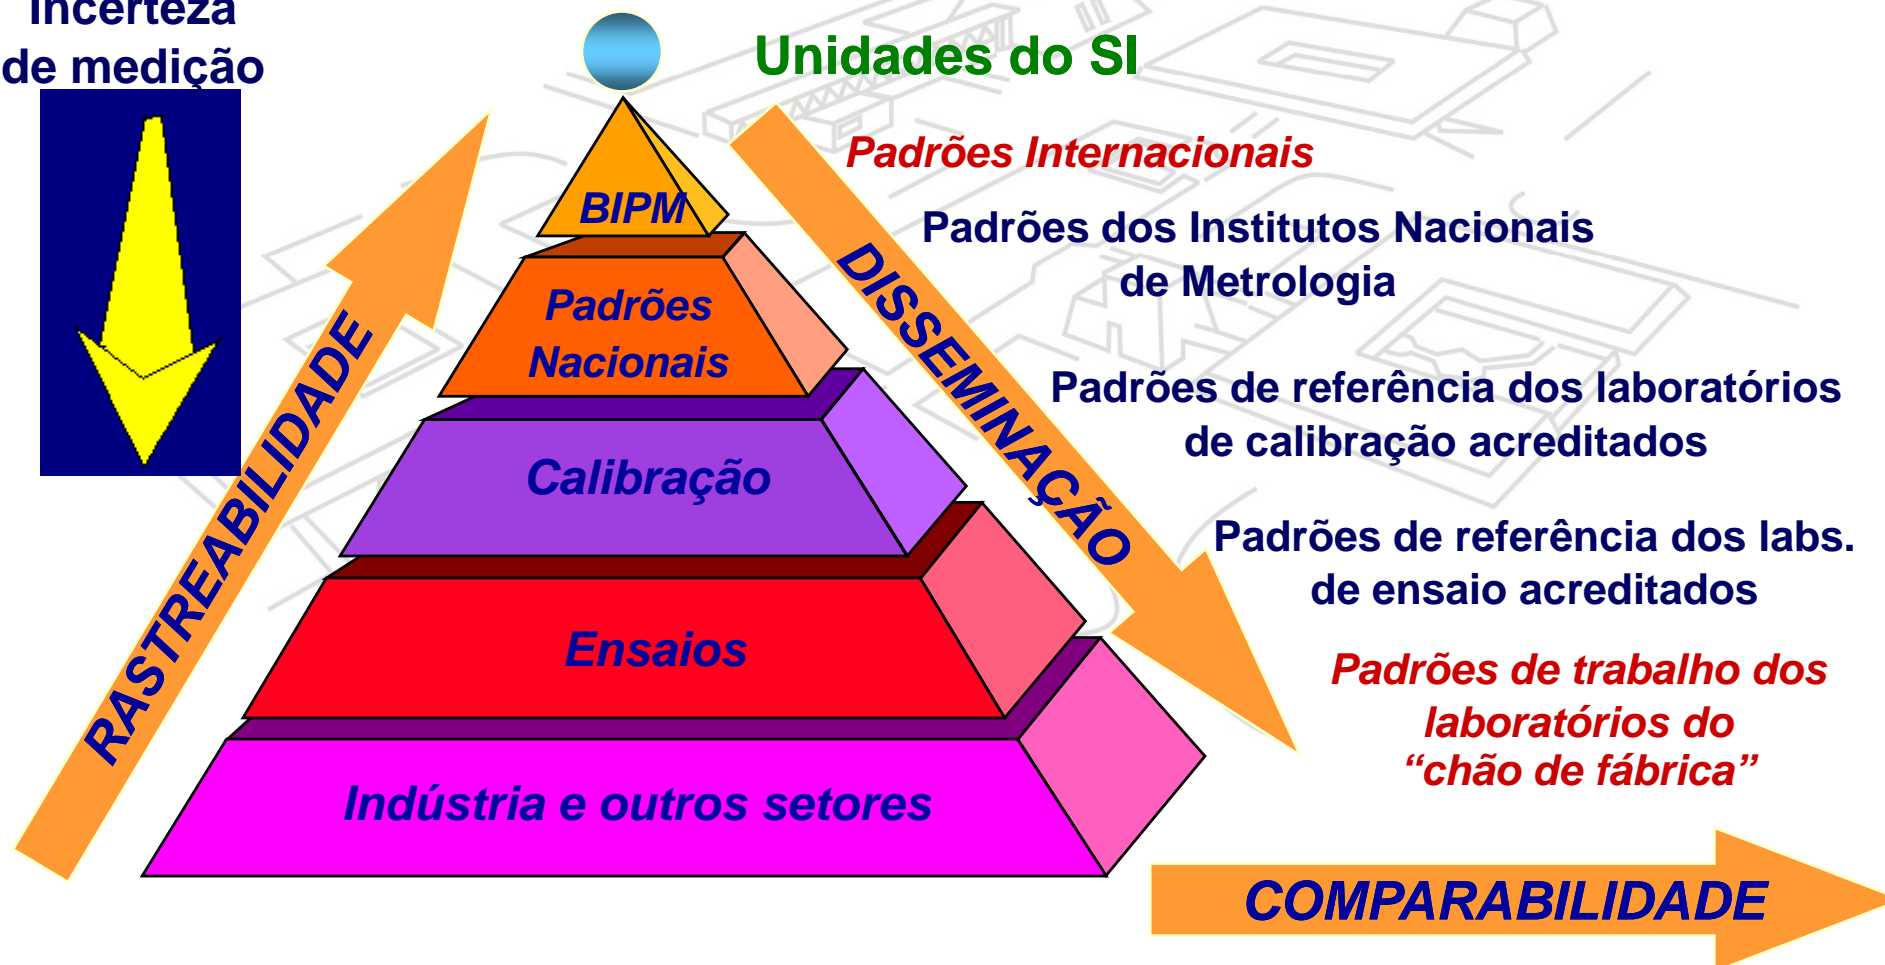 Incerteza
de medição
Unidades do SI
Padrões Internacionais
BIPM
Padrões dos Institutos Nacionais
de Metrologia
Padrões
Nacionais
Padrões de referência dos laboratórios
de calibração acreditados
Calibração
Padrões de referência dos labs.
de ensaio acreditados
Ensaios
Padrões de trabalho dos
laboratórios do
“chão de fábrica”
Indústria e outros setores
RASTREABILIDADE
DISSEMINAÇÃO
COMPARABILIDADE